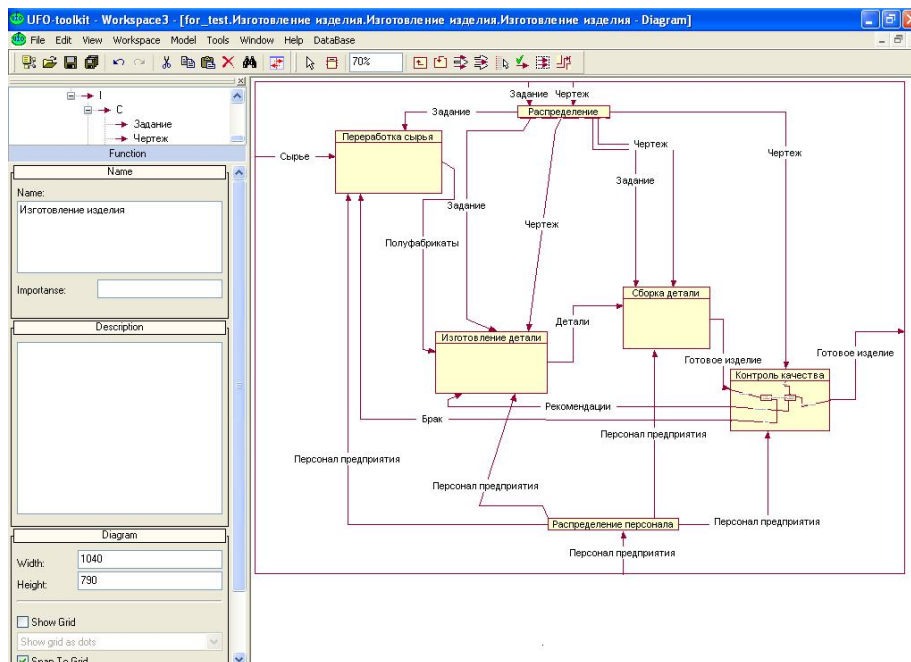 UFO-toolkit - Workspace3 - [for_test.Изготовление изделия.Изготовление изделия.Изготовление изделия - Diagram]
File Edit View Workspace Model Tools Window Help DataBase
70%
I
C
Задание
Чертеж
Function
Name
Name:
Изготовление изделия
Importanse:
Description
Diagram
Width: 1040
Height: 790
Show Grid
Show grid as dots
Snap To Grid
Задание Чертеж
Распределение
Задание
Переработка сырья
Сырье
Чертеж
Чертеж
Задание
Задание
Чертеж
Полуфабрикаты
Сборка детали
Детали
Изготовление детали
Готовое изделие
Готовое изделие
Контроль качества
Рекомендации
Брак
Персонал предприятия
Персонал предприятия
Персонал предприятия
Распределение персонала
Персонал предприятия
Персонал предприятия